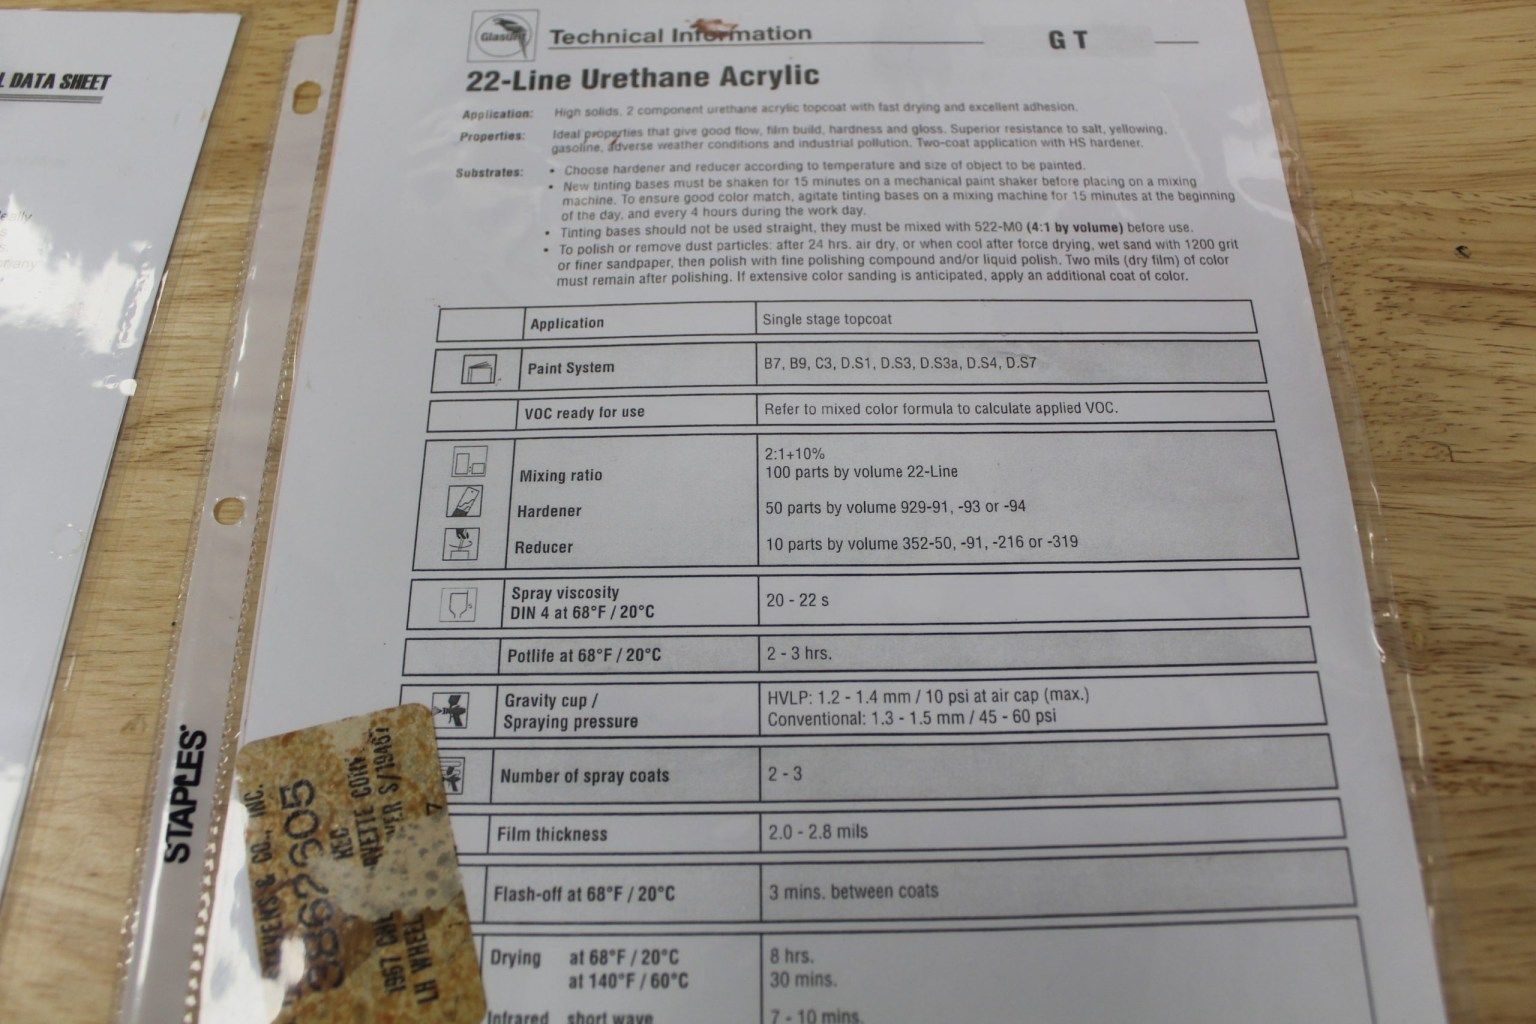 L DATA SHEET
eally
Glasurit
Technical Information
G T
22-Line Urethane Acrylic
Application: High solids, 2 component urethane acrylic topcoat with fast drying and excellent adhesion.
Properties: Ideal properties that give good flow, film build, hardness and gloss. Superior resistance to salt, yellowing,
gasoline, adverse weather conditions and industrial pollution. Two-coat application with HS hardener.
Substrates: • Choose hardener and reducer according to temperature and size of object to be painted.
• New tinting bases must be shaken for 15 minutes on a mechanical paint shaker before placing on a mixing
machine. To ensure good color match, agitate tinting bases on a mixing machine for 15 minutes at the beginning
of the day, and every 4 hours during the work day.
• Tinting bases should not be used straight, they must be mixed with 522-M0 (4:1 by volume) before use.
• To polish or remove dust particles: after 24 hrs. air dry, or when cool after force drying, wet sand with 1200 grit
or finer sandpaper, then polish with fine polishing compound and/or liquid polish. Two mils (dry film) of color
must remain after polishing. If extensive color sanding is anticipated, apply an additional coat of color.
Application Single stage topcoat
Paint System B7, B9, C3, D.S1, D.S3, D.S3a, D.S4, D.S7
VOC ready for use Refer to mixed color formula to calculate applied VOC.
2:1+10%
Mixing ratio 100 parts by volume 22-Line
Hardener 50 parts by volume 929-91, -93 or -94
Reducer 10 parts by volume 352-50, -91, -216 or -319
Spray viscosity
DIN 4 at 68°F / 20°C 20 - 22 s
Potlife at 68°F / 20°C 2 - 3 hrs.
Gravity cup / HVLP: 1.2 - 1.4 mm / 10 psi at air cap (max.)
Spraying pressure Conventional: 1.3 - 1.5 mm / 45 - 60 psi
Number of spray coats 2 - 3
Film thickness 2.0 - 2.8 mils
Flash-off at 68°F / 20°C 3 mins. between coats
Drying at 68°F / 20°C 8 hrs.
at 140°F / 60°C 30 mins.
Infrared short wave 7 - 10 mins.
STAPLES
& CO., INC.
REC
S/19467
1967
LH WHEEL
7